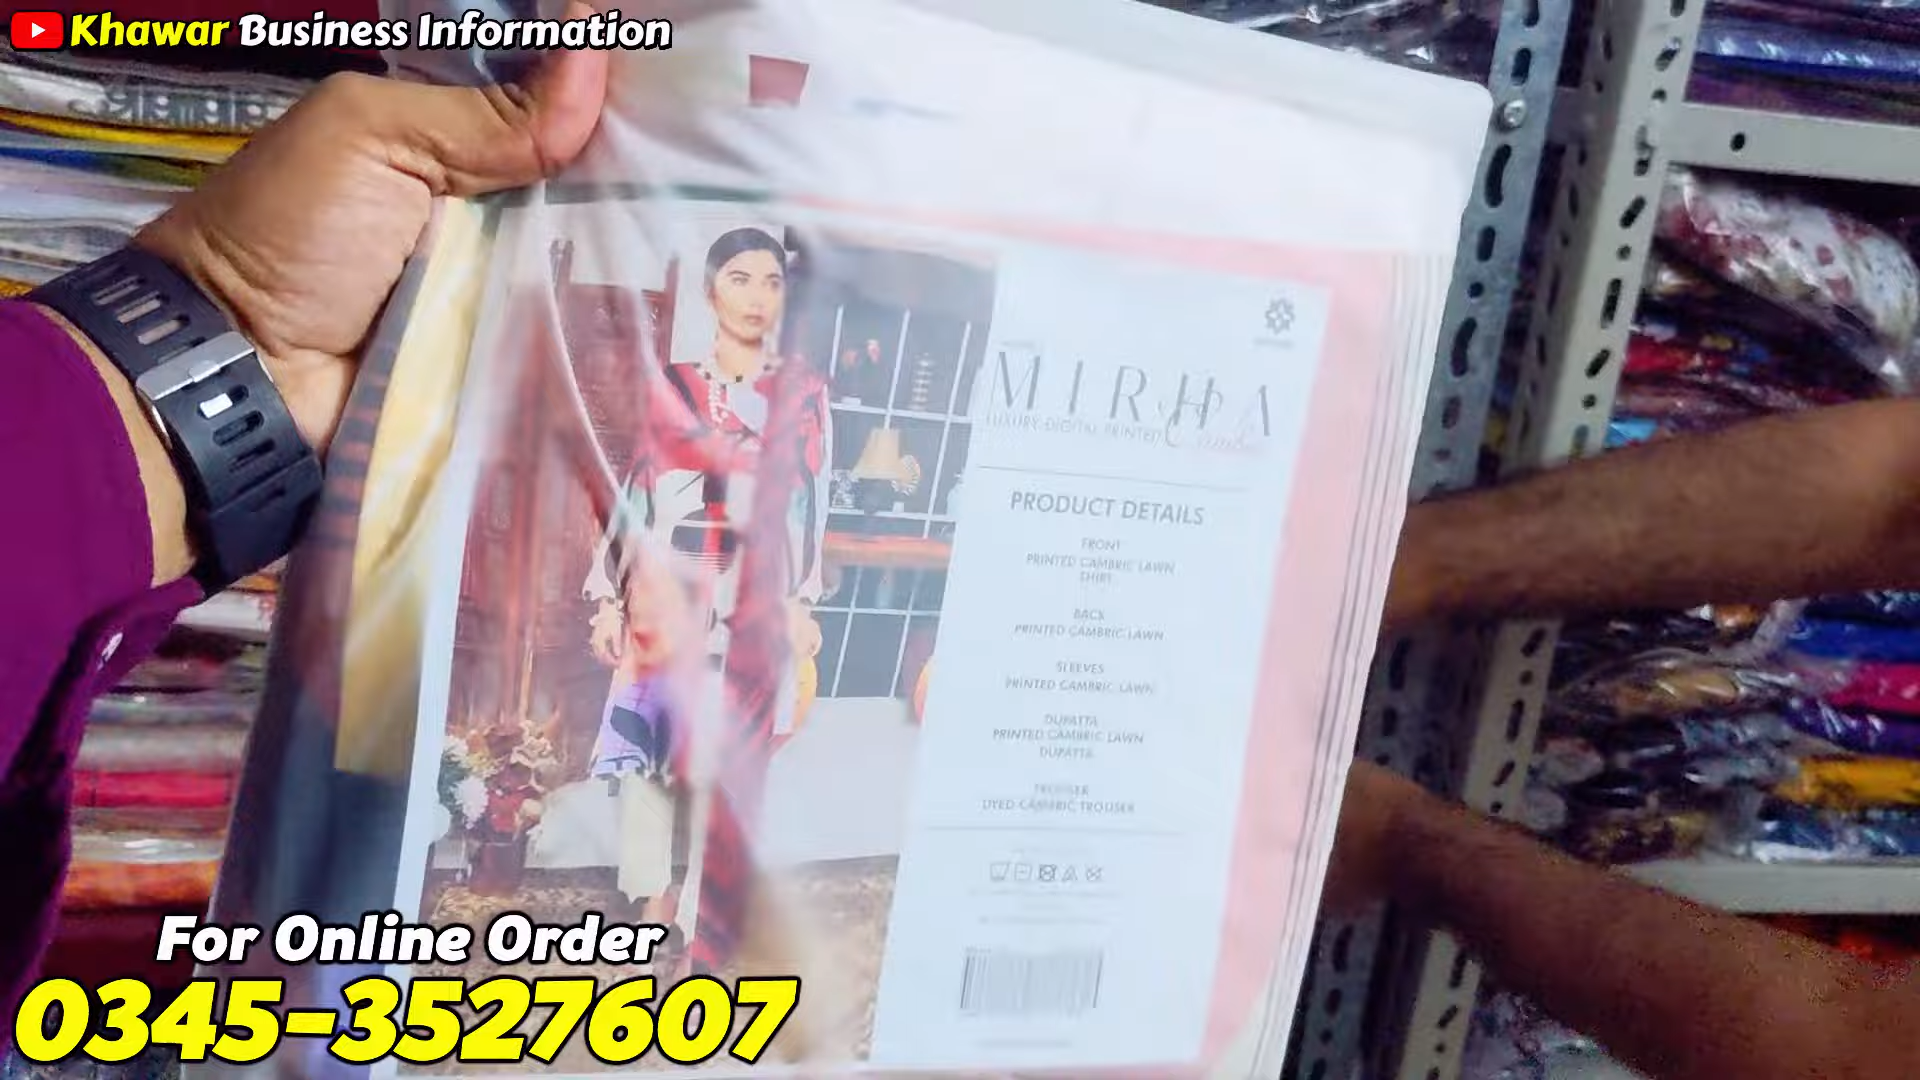 Khawar Business Information
MIRHA
LUXURY DIGITAL PRINTED
PRODUCT DETAILS
FRONT
PRINTED CAMBRIC LAWN
SHIRT
BACK
PRINTED CAMBRIC LAWN
SLEEVES
PRINTED CAMBRIC LAWN
DUPATTA
PRINTED CAMBRIC LAWN
DUPATTA
TROUSER
DYED CAMBRIC TROUSER
For Online Order
0345-3527607